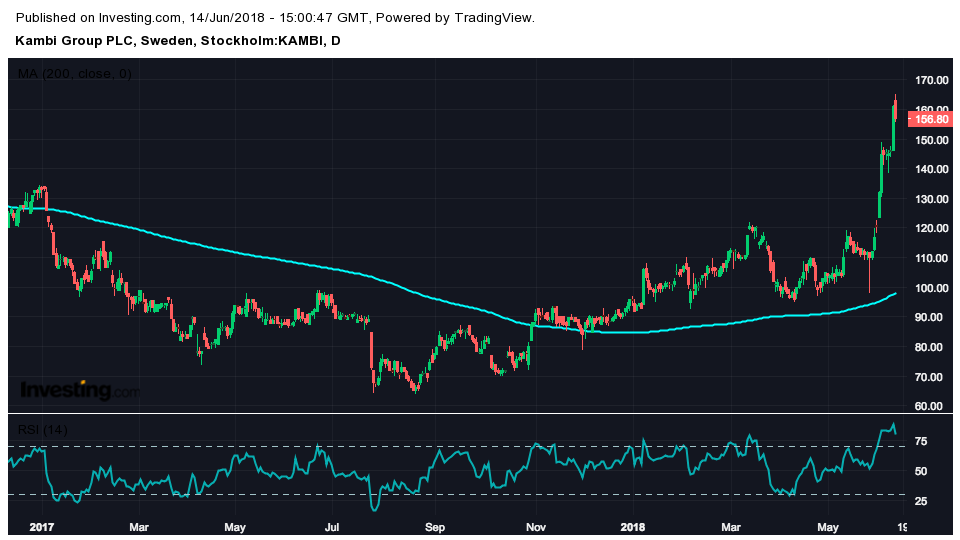 Published on Investing.com, 14/Jun/2018 - 15:00:47 GMT, Powered by TradingView.
Kambi Group PLC, Sweden, Stockholm:KAMBI, D
MA (200, close, 0)
170.00
160.00
156.80
150.00
140.00
130.00
120.00
110.00
100.00
90.00
80.00
70.00
60.00
Investing.com
RSI (14)
75
50
25
2017 Mar May Jul Sep Nov 2018 Mar May 19